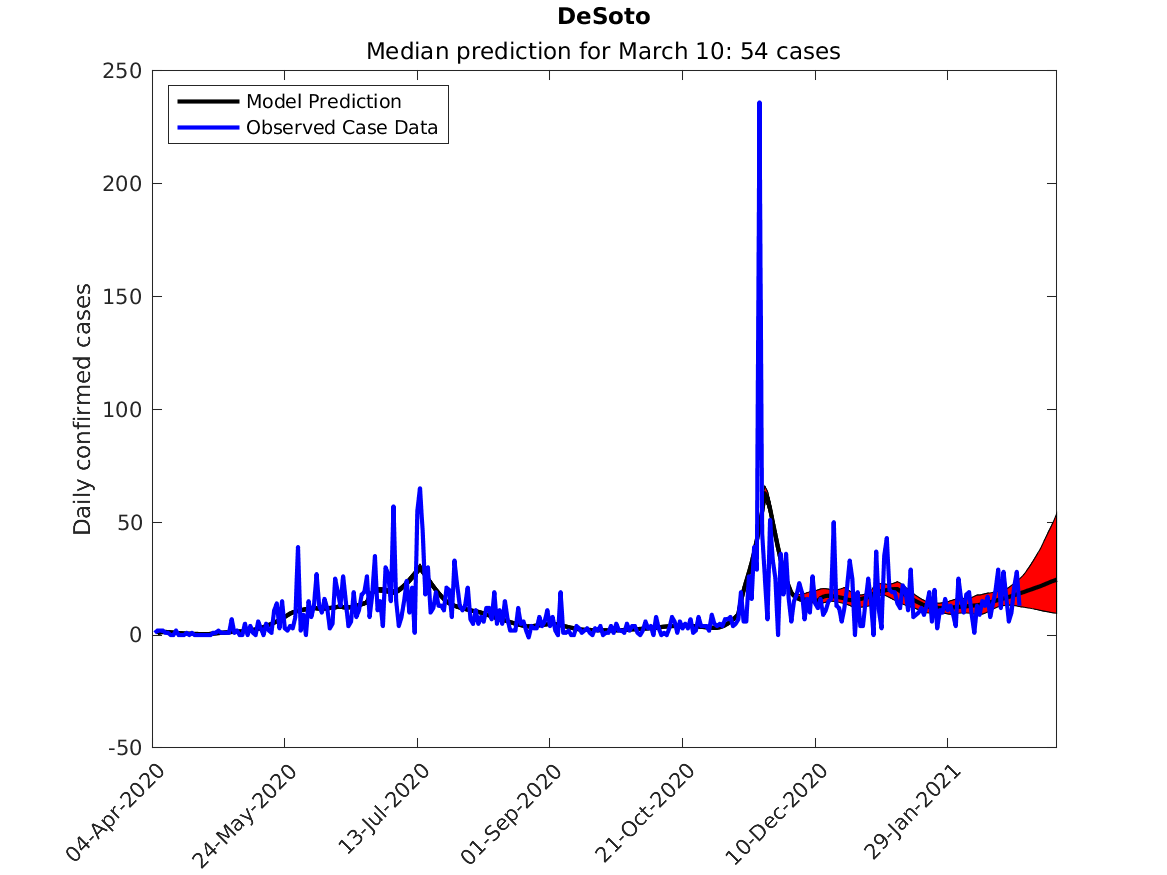 DeSoto
Median prediction for March 10: 54 cases
Model Prediction
Observed Case Data
Daily confirmed cases
250
200
150
100
50
0
-50
04-Apr-2020
24-May-2020
13-Jul-2020
01-Sep-2020
21-Oct-2020
10-Dec-2020
29-Jan-2021